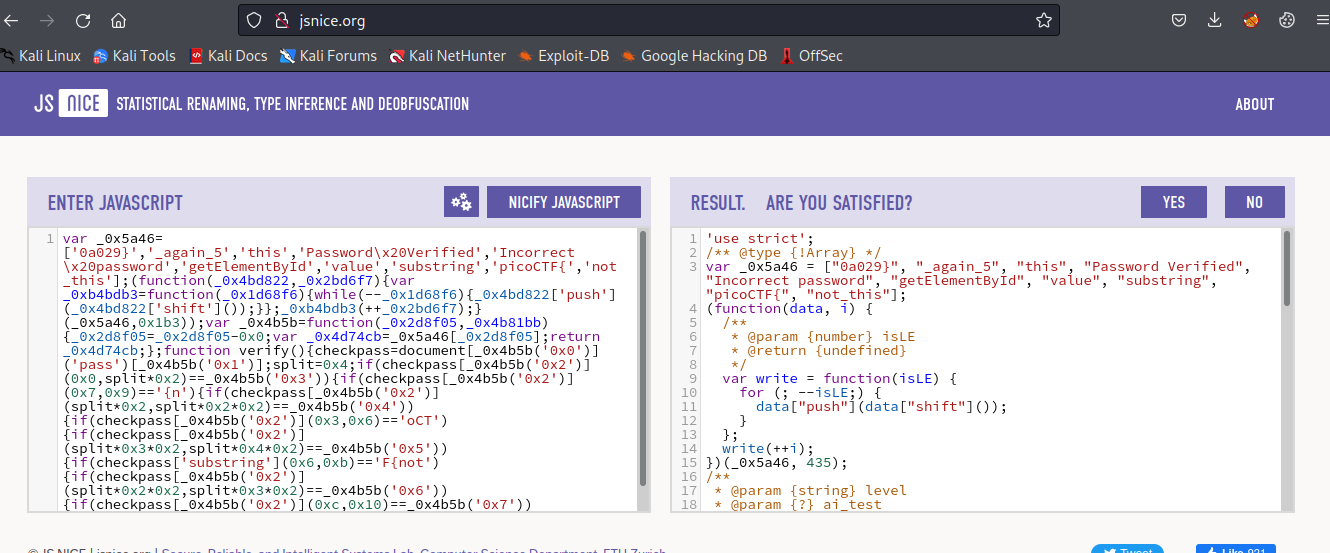 jsnice.org
Kali Linux Kali Tools Kali Docs Kali Forums Kali NetHunter Exploit-DB Google Hacking DB OffSec
JS NICE STATISTICAL RENAMING, TYPE INFERENCE AND DEOBFUSCATION ABOUT
ENTER JAVASCRIPT NICIFY JAVASCRIPT
1 var _0x5a46=
['0a029}','_again_5','this','Password\x20Verified','Incorrect
\x20password','getElementById','value','substring','picoCTF{','not
_this'];(function(_0x4bd822,_0x2bd6f7){var
_0xb4bdb3=function(_0x1d68f6){while(--_0x1d68f6){_0x4bd822['push']
(_0x4bd822['shift']());}};_0xb4bdb3(++_0x2bd6f7);}
(_0x5a46,0x1b3));var _0x4b5b=function(_0x2d8f05,_0x4b81bb)
{_0x2d8f05=_0x2d8f05-0x0;var _0x4d74cb=_0x5a46[_0x2d8f05];return
_0x4d74cb;};function verify(){checkpass=document[_0x4b5b('0x0')]
('pass')[_0x4b5b('0x1')];split=0x4;if(checkpass[_0x4b5b('0x2')]
(0x0,split*0x2)==_0x4b5b('0x3')){if(checkpass[_0x4b5b('0x2')]
(0x7,0x9)=='{n'){if(checkpass[_0x4b5b('0x2')]
(split*0x2,split*0x2*0x2)==_0x4b5b('0x4'))
{if(checkpass[_0x4b5b('0x2')](0x3,0x6)=='oCT')
{if(checkpass[_0x4b5b('0x2')]
(split*0x3*0x2,split*0x4*0x2)==_0x4b5b('0x5'))
{if(checkpass['substring'](0x6,0xb)=='F{not')
{if(checkpass[_0x4b5b('0x2')]
(split*0x2*0x2,split*0x3*0x2)==_0x4b5b('0x6'))
{if(checkpass[_0x4b5b('0x2')](0xc,0x10)==_0x4b5b('0x7'))
RESULT. ARE YOU SATISFIED? YES NO
1 'use strict';
2 /** @type {!Array} */
3 var _0x5a46 = ["0a029}", "_again_5", "this", "Password Verified",
"Incorrect password", "getElementById", "value", "substring",
"picoCTF{", "not_this"];
4 (function(data, i) {
5 /**
6 * @param {number} isLE
7 * @return {undefined}
8 */
9 var write = function(isLE) {
10 for (; --isLE;) {
11 data["push"](data["shift"]());
12 }
13 };
14 write(++i);
15 })(_0x5a46, 435);
16 /**
17 * @param {string} level
18 * @param {?} ai_test
© JS NICE | jsnice.org | Secure, Reliable, and Intelligent Systems Lab, Computer Science Department, ETH Zurich
Tweet Like 821